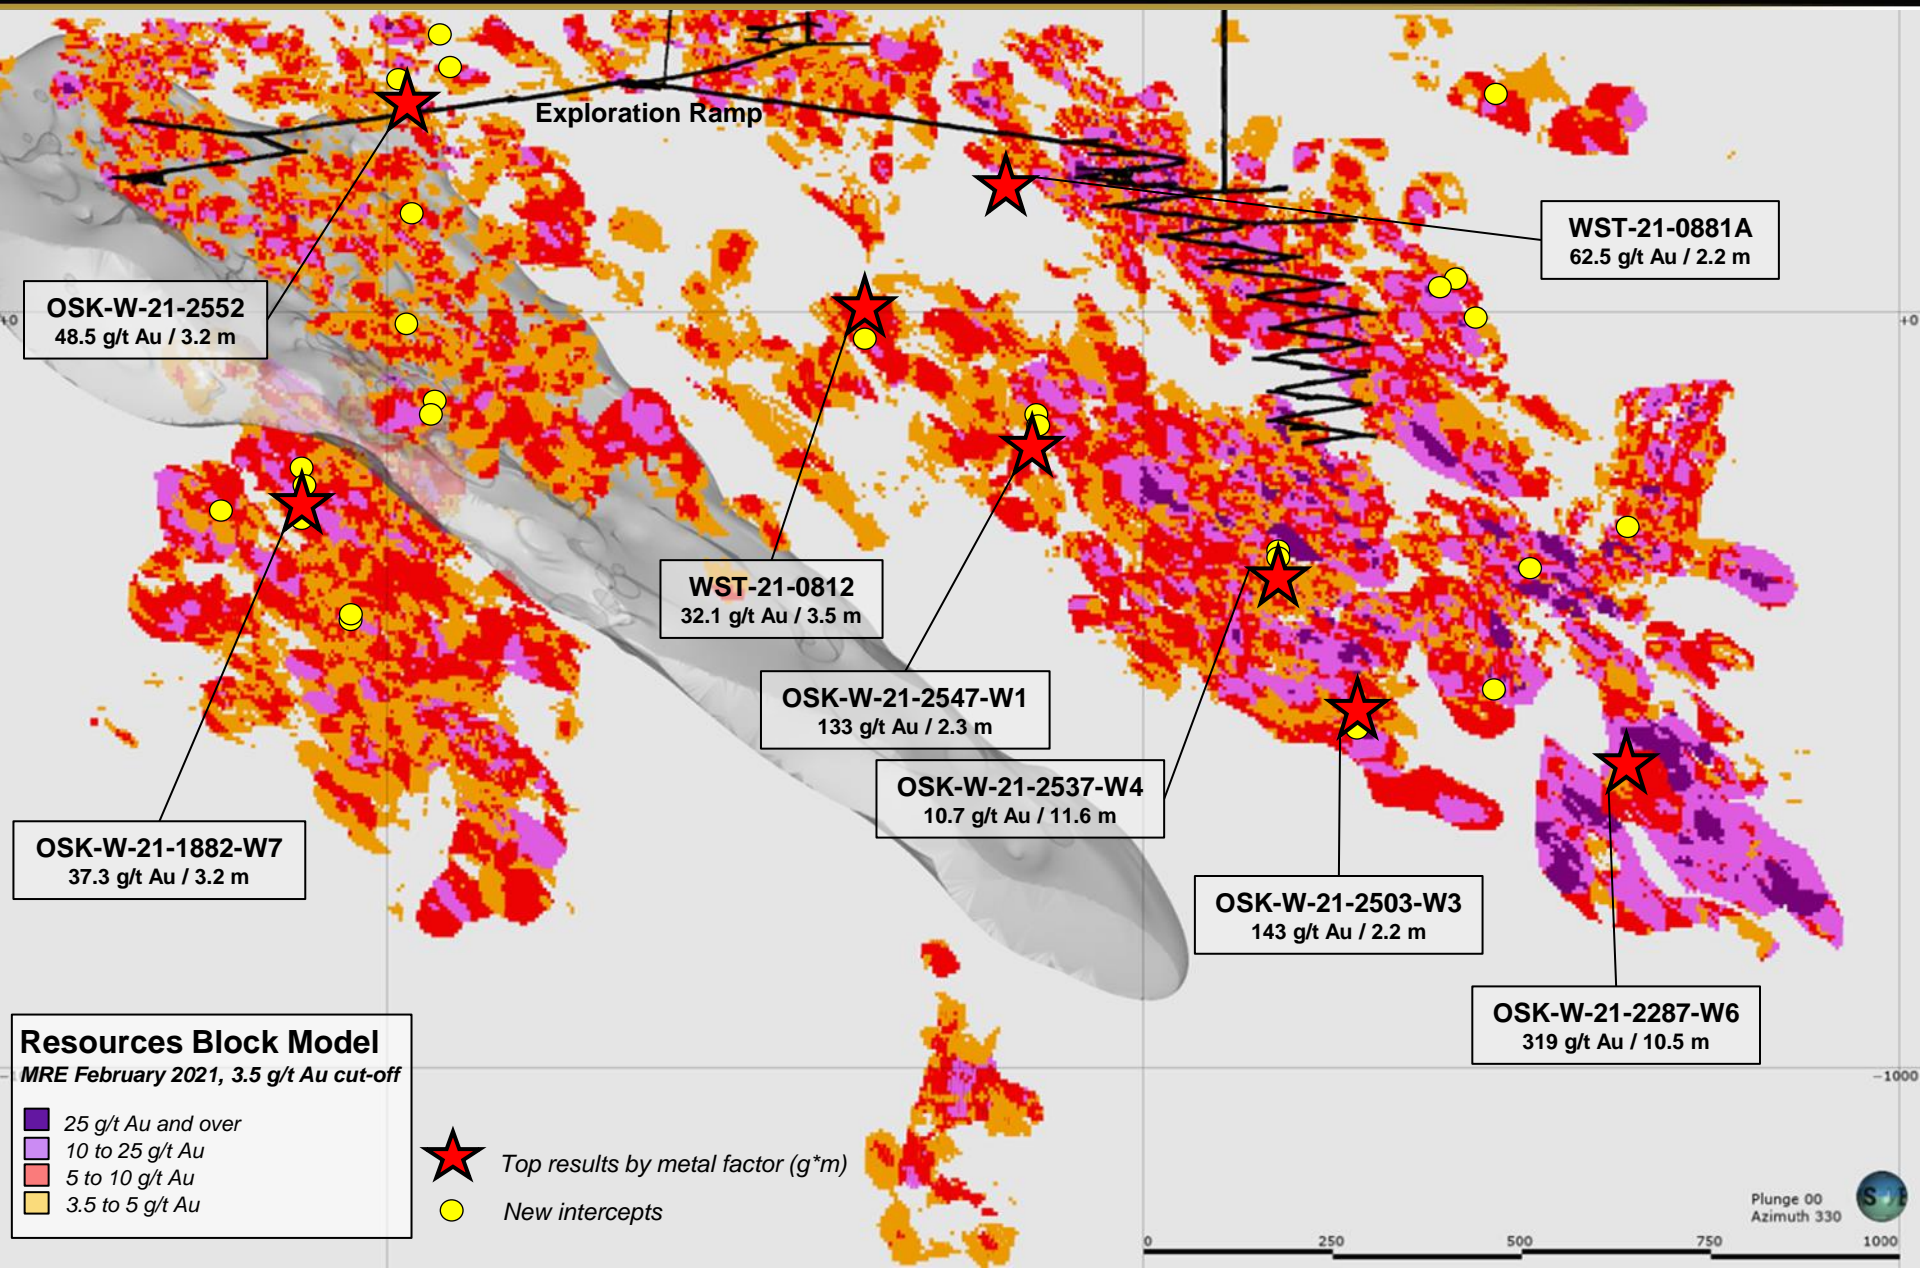 Exploration Ramp
WST-21-0881A
62.5 g/t Au / 2.2 m
OSK-W-21-2552
48.5 g/t Au / 3.2 m
+0
+0
WST-21-0812
32.1 g/t Au / 3.5 m
OSK-W-21-2547-W1
133 g/t Au / 2.3 m
OSK-W-21-2537-W4
10.7 g/t Au / 11.6 m
OSK-W-21-1882-W7
37.3 g/t Au / 3.2 m
OSK-W-21-2503-W3
143 g/t Au / 2.2 m
OSK-W-21-2287-W6
319 g/t Au / 10.5 m
Resources Block Model
MRE February 2021, 3.5 g/t Au cut-off
25 g/t Au and over
10 to 25 g/t Au
5 to 10 g/t Au
3.5 to 5 g/t Au
Top results by metal factor (g*m)
New intercepts
-1000
Plunge 00
Azimuth 330
S E
0 250 500 750 1000